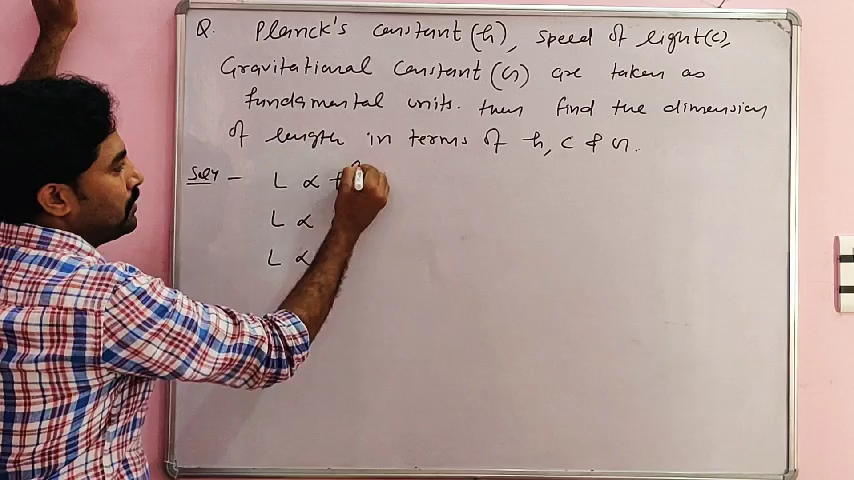 Q. Planck's constant (h), speed of light(c),
Gravitational constant (G) are taken as
fundamental units. then find the dimension
of length in terms of h, c & G.
Soln - L ∝
L ∝
L ∝